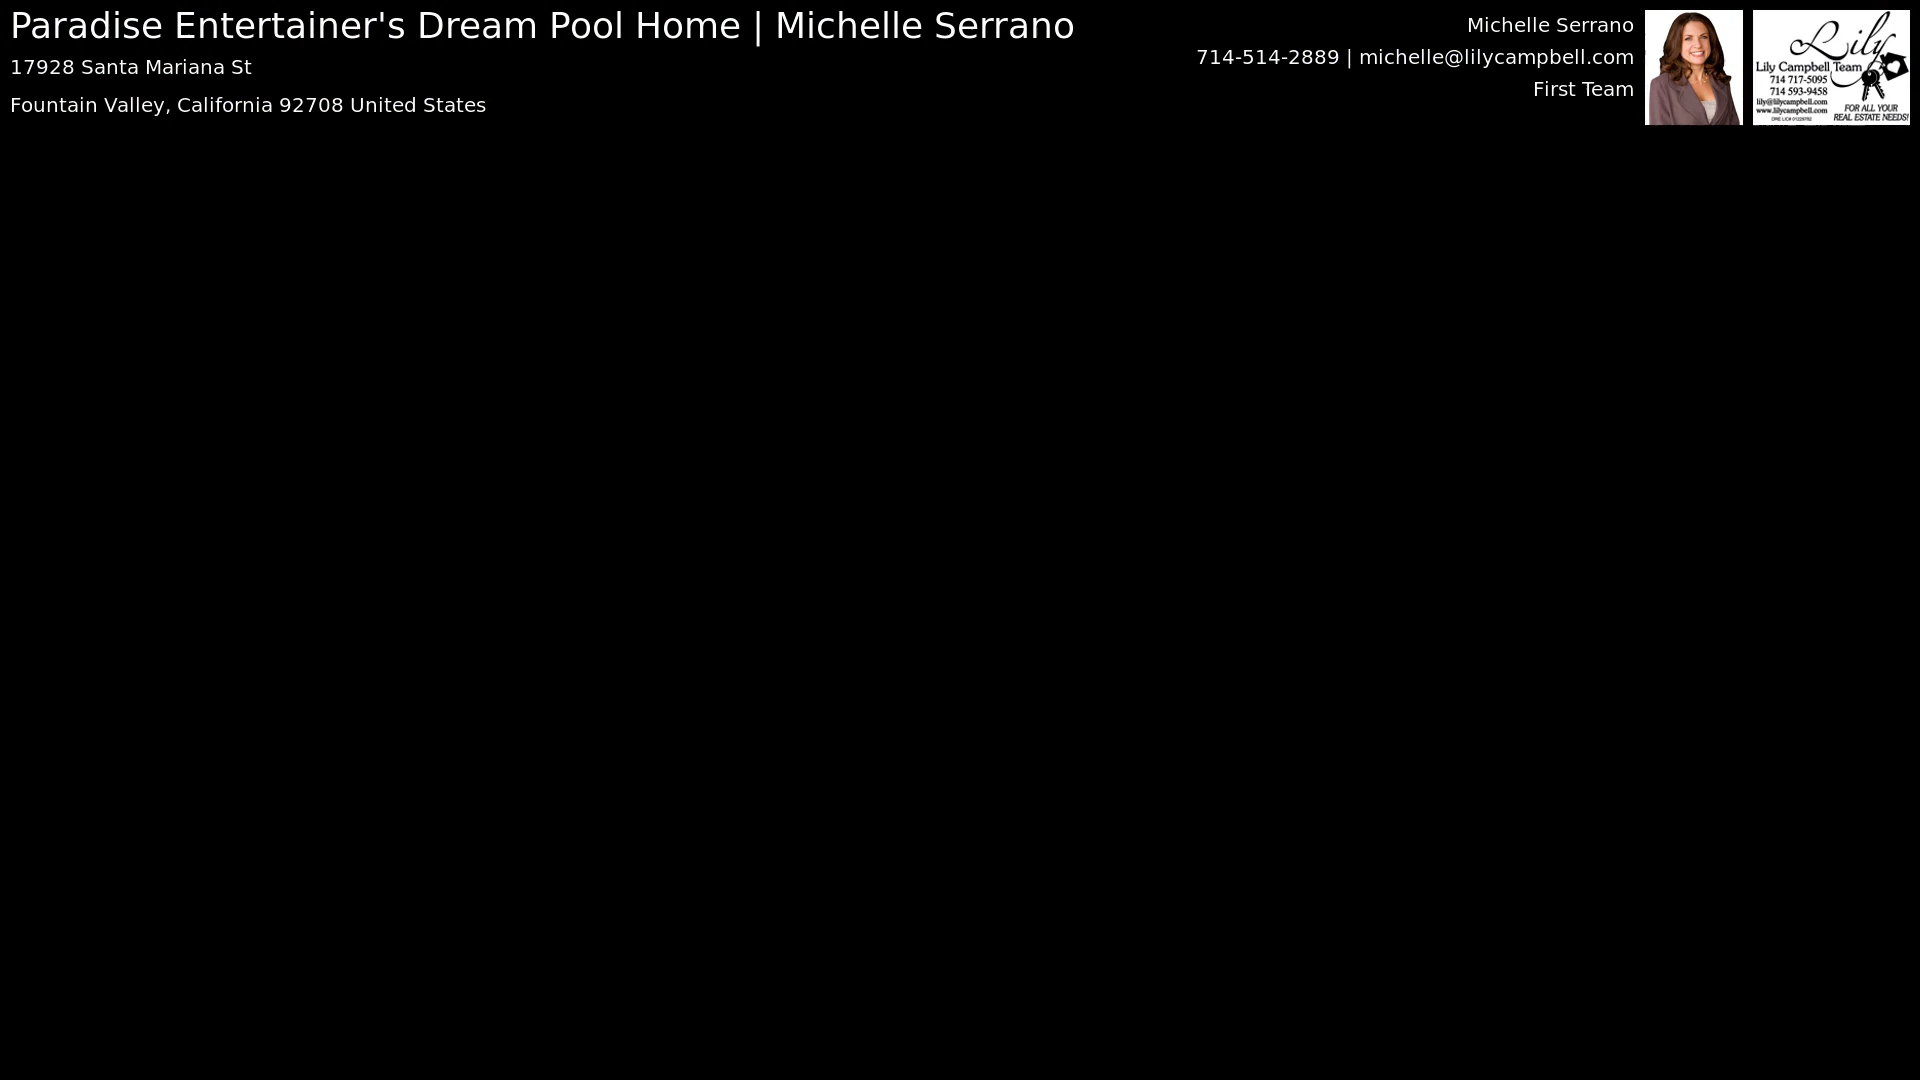 Paradise Entertainer's Dream Pool Home | Michelle Serrano
17928 Santa Mariana St
Fountain Valley, California 92708 United States
Michelle Serrano
714-514-2889 | michelle@lilycampbell.com
First Team
Lily
Lily Campbell Team
714 717-5095
714 593-9458
lily@lilycampbell.com
www.lilycampbell.com
FOR ALL YOUR
REAL ESTATE NEEDS!